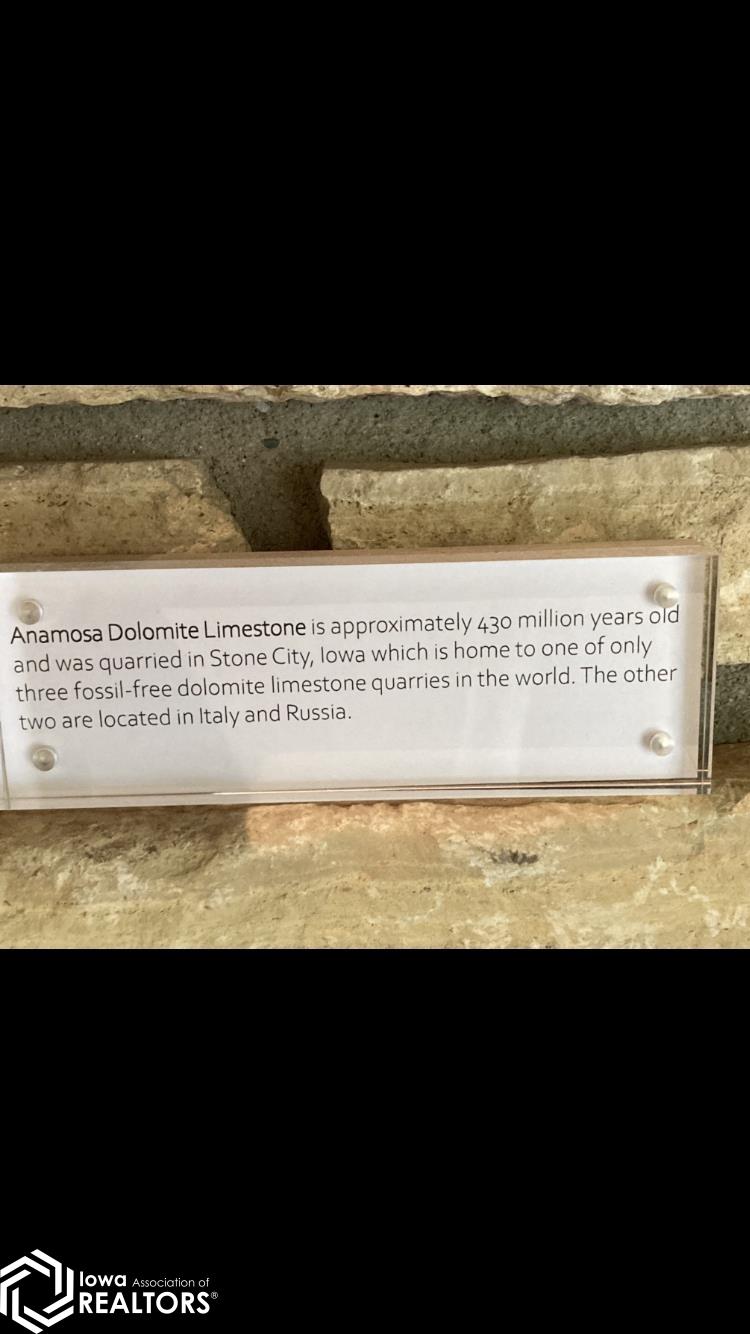 Anamosa Dolomite Limestone is approximately 430 million years old
and was quarried in Stone City, Iowa which is home to one of only
three fossil-free dolomite limestone quarries in the world. The other
two are located in Italy and Russia.
Iowa Association of
REALTORS®